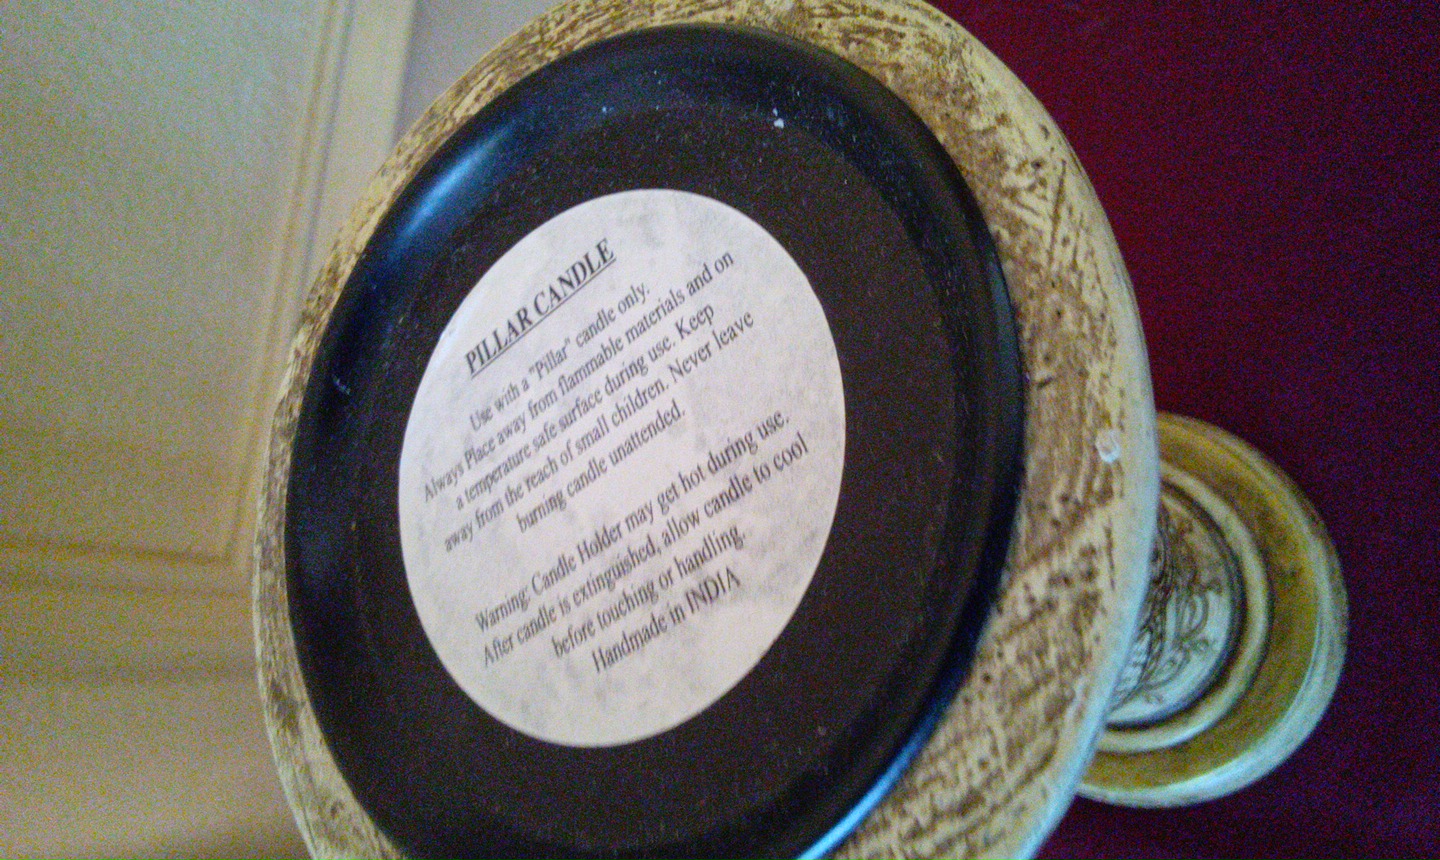 PILLAR CANDLE
Use with a "Pillar" candle only.
Always Place away from flammable materials and on
a temperature safe surface during use. Keep
away from the reach of small children. Never leave
burning candle unattended.
Warning: Candle Holder may get hot during use.
After candle is extinguished, allow candle to cool
before touching or handling.
Handmade in INDIA